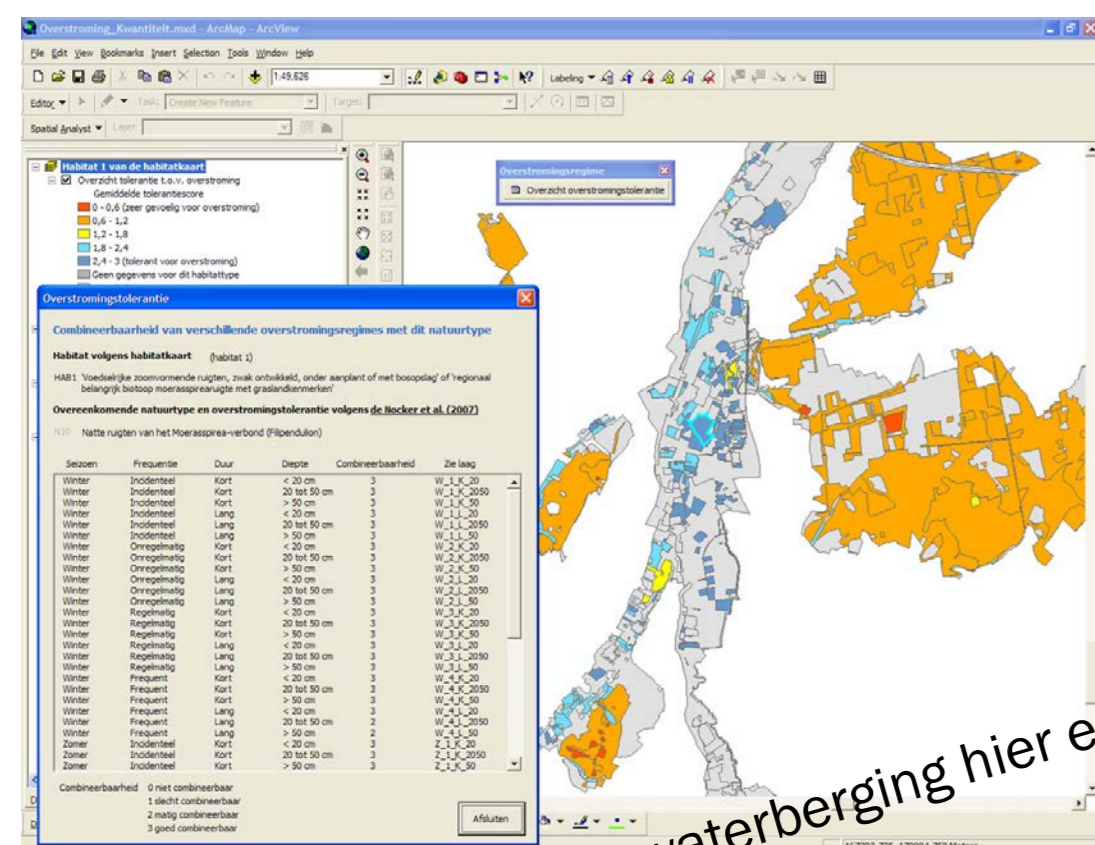 Overstroming_Kwantiteit.mxd - ArcMap - ArcView
File Edit View Bookmarks Insert Selection Tools Window Help
1:49.626
Labeling
Editor Task: Create New Feature Target:
Spatial Analyst Layer:
Habitat 1 van de habitatkaart
Overzicht tolerantie t.o.v. overstroming
Gemiddelde tolerantiescore
0 - 0,6 (zeer gevoelig voor overstroming)
0,6 - 1,2
1,2 - 1,8
1,8 - 2,4
2,4 - 3 (tolerant voor overstroming)
Geen gegevens voor dit habitattype
Overstromingsregime
Overzicht overstromingstolerantie
Overstromingstolerantie
Combineerbaarheid van verschillende overstromingsregimes met dit natuurtype
Habitat volgens habitatkaart (habitat 1)
HAB1 'Voedselrijke zoomvormende ruigten, zwak ontwikkeld, onder aanplant of met bosopslag' of 'regionaal
belangrijk biotoop moerasspirearuigte met graslandkenmerken'
Overeenkomende natuurtype en overstromingstolerantie volgens de Nocker et al. (2007)
N10 Natte ruigten van het Moerasspirea-verbond (Filipendulion)
Seizoen Frequentie Duur Diepte Combineerbaarheid Zie laag
Winter Incidenteel Kort < 20 cm 3 W_1_K_20
Winter Incidenteel Kort 20 tot 50 cm 3 W_1_K_2050
Winter Incidenteel Kort > 50 cm 3 W_1_K_50
Winter Incidenteel Lang < 20 cm 3 W_1_L_20
Winter Incidenteel Lang 20 tot 50 cm 3 W_1_L_2050
Winter Incidenteel Lang > 50 cm 3 W_1_L_50
Winter Onregelmatig Kort < 20 cm 3 W_2_K_20
Winter Onregelmatig Kort 20 tot 50 cm 3 W_2_K_2050
Winter Onregelmatig Kort > 50 cm 3 W_2_K_50
Winter Onregelmatig Lang < 20 cm 3 W_2_L_20
Winter Onregelmatig Lang 20 tot 50 cm 3 W_2_L_2050
Winter Onregelmatig Lang > 50 cm 3 W_2_L_50
Winter Regelmatig Kort < 20 cm 3 W_3_K_20
Winter Regelmatig Kort 20 tot 50 cm 3 W_3_K_2050
Winter Regelmatig Kort > 50 cm 3 W_3_K_50
Winter Regelmatig Lang < 20 cm 3 W_3_L_20
Winter Regelmatig Lang 20 tot 50 cm 3 W_3_L_2050
Winter Regelmatig Lang > 50 cm 3 W_3_L_50
Winter Frequent Kort < 20 cm 3 W_4_K_20
Winter Frequent Kort 20 tot 50 cm 3 W_4_K_2050
Winter Frequent Kort > 50 cm 3 W_4_K_50
Winter Frequent Lang < 20 cm 3 W_4_L_20
Winter Frequent Lang 20 tot 50 cm 2 W_4_L_2050
Winter Frequent Lang > 50 cm 2 W_4_L_50
Zomer Incidenteel Kort < 20 cm 3 Z_1_K_20
Zomer Incidenteel Kort 20 tot 50 cm 3 Z_1_K_2050
Zomer Incidenteel Kort > 50 cm 3 Z_1_K_50
Combineerbaarheid 0 niet combineerbaar
1 slecht combineerbaar
2 matig combineerbaar
3 goed combineerbaar
Afsluiten
waterberging hier e